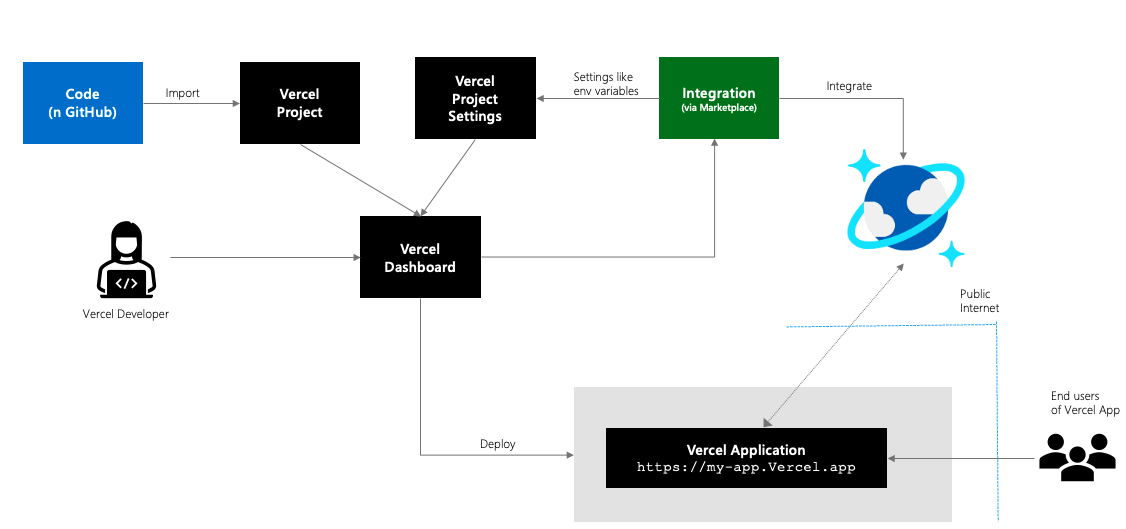 Code
(n GitHub)
Import
Vercel
Project
Vercel
Project
Settings
Settings like
env variables
Integration
(via Marketplace)
Integrate
</>
Vercel Developer
Vercel
Dashboard
Public
Internet
End users
of Vercel App
Deploy
Vercel Application
https://my-app.Vercel.app